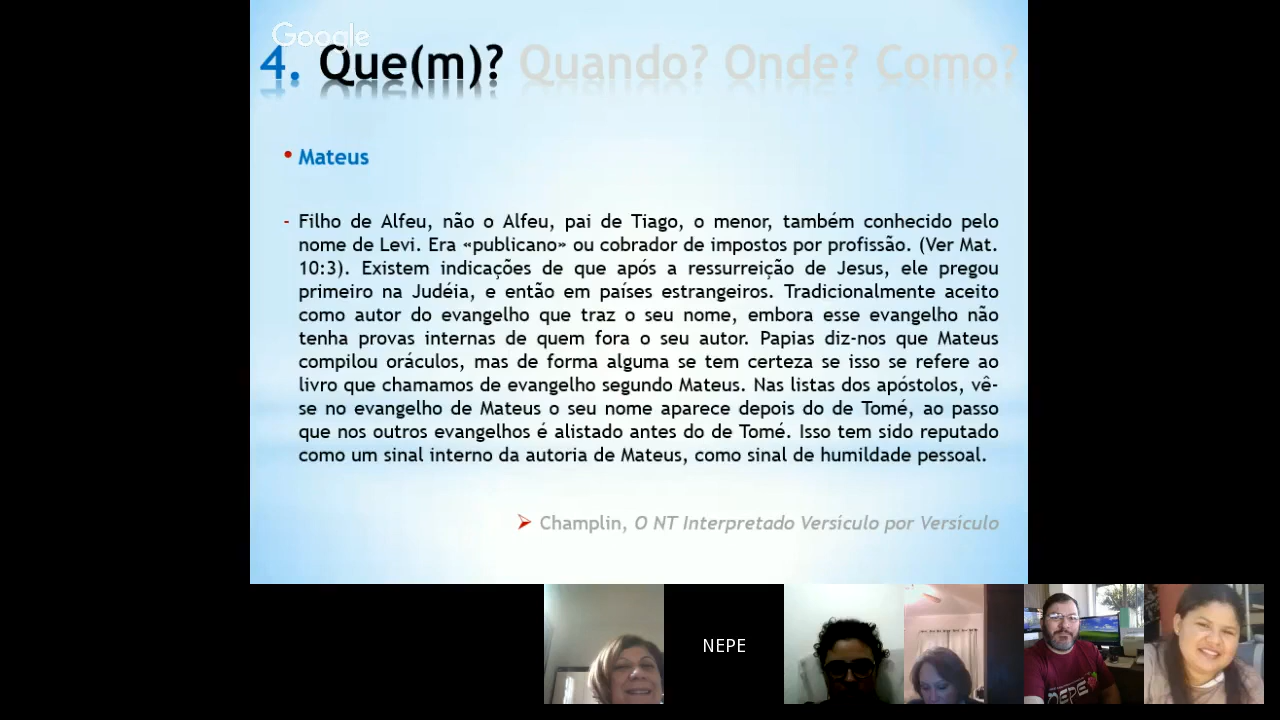 Google
4. Que(m)? Quando? Onde? Como?
• Mateus
- Filho de Alfeu, não o Alfeu, pai de Tiago, o menor, também conhecido pelo
nome de Levi. Era «publicano» ou cobrador de impostos por profissão. (Ver Mat.
10:3). Existem indicações de que após a ressurreição de Jesus, ele pregou
primeiro na Judéia, e então em países estrangeiros. Tradicionalmente aceito
como autor do evangelho que traz o seu nome, embora esse evangelho não
tenha provas internas de quem fora o seu autor. Papias diz-nos que Mateus
compilou oráculos, mas de forma alguma se tem certeza se isso se refere ao
livro que chamamos de evangelho segundo Mateus. Nas listas dos apóstolos, vê-
se no evangelho de Mateus o seu nome aparece depois do de Tomé, ao passo
que nos outros evangelhos é alistado antes do de Tomé. Isso tem sido reputado
como um sinal interno da autoria de Mateus, como sinal de humildade pessoal.
➢ Champlin, O NT Interpretado Versículo por Versículo
NEPE
NEPE